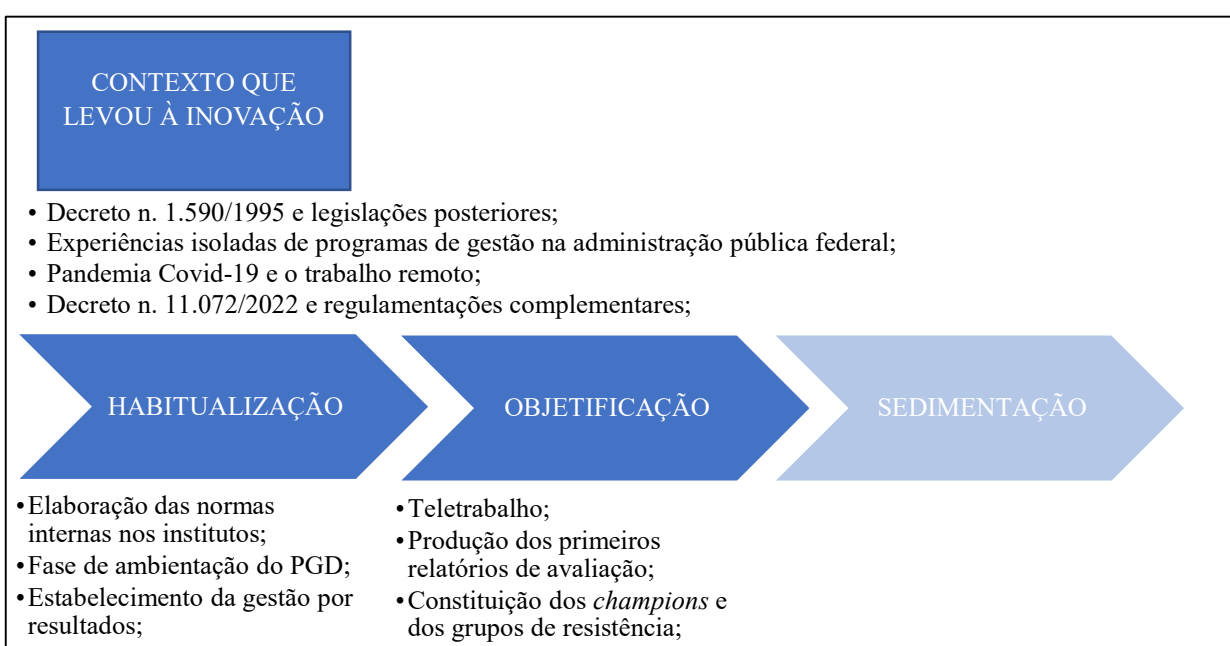 CONTEXTO QUE
LEVOU À INOVAÇÃO
• Decreto n. 1.590/1995 e legislações posteriores;
• Experiências isoladas de programas de gestão na administração pública federal;
• Pandemia Covid-19 e o trabalho remoto;
• Decreto n. 11.072/2022 e regulamentações complementares;
HABITUALIZAÇÃO
OBJETIFICAÇÃO
SEDIMENTAÇÃO
•Elaboração das normas
internas nos institutos;
•Fase de ambientação do PGD;
•Estabelecimento da gestão por
resultados;
•Teletrabalho;
•Produção dos primeiros
relatórios de avaliação;
•Constituição dos champions e
dos grupos de resistência;